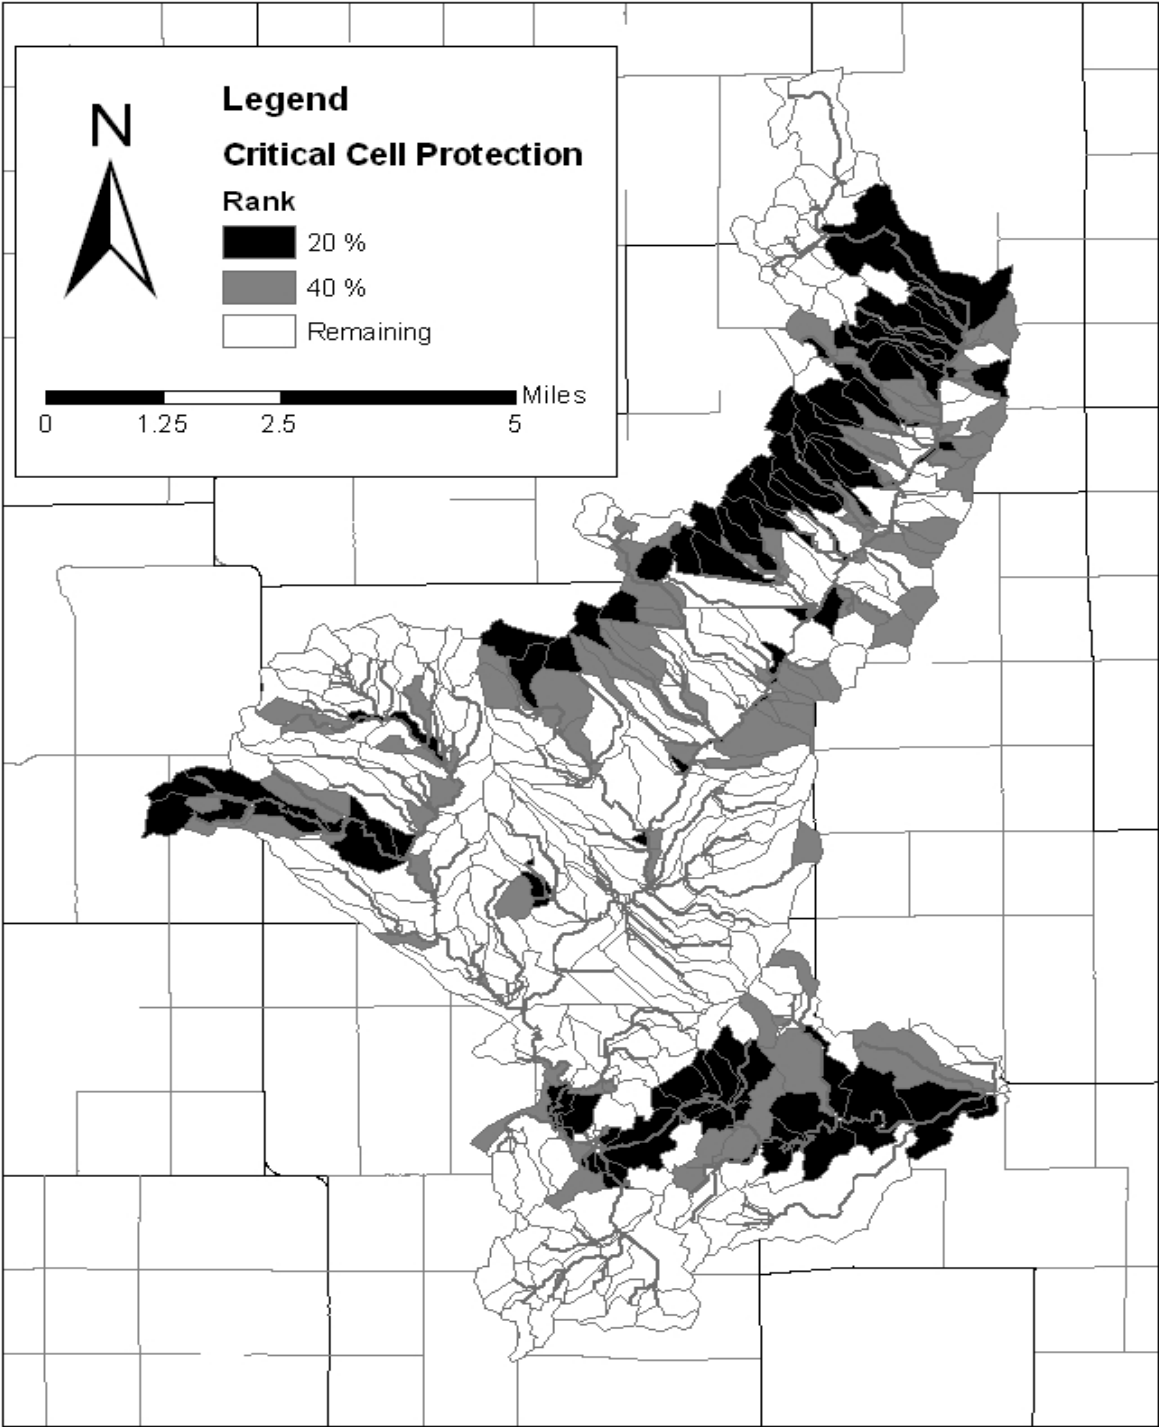 Legend
N
Critical Cell Protection
Rank
20 %
40 %
Remaining
Miles
0 1.25 2.5 5